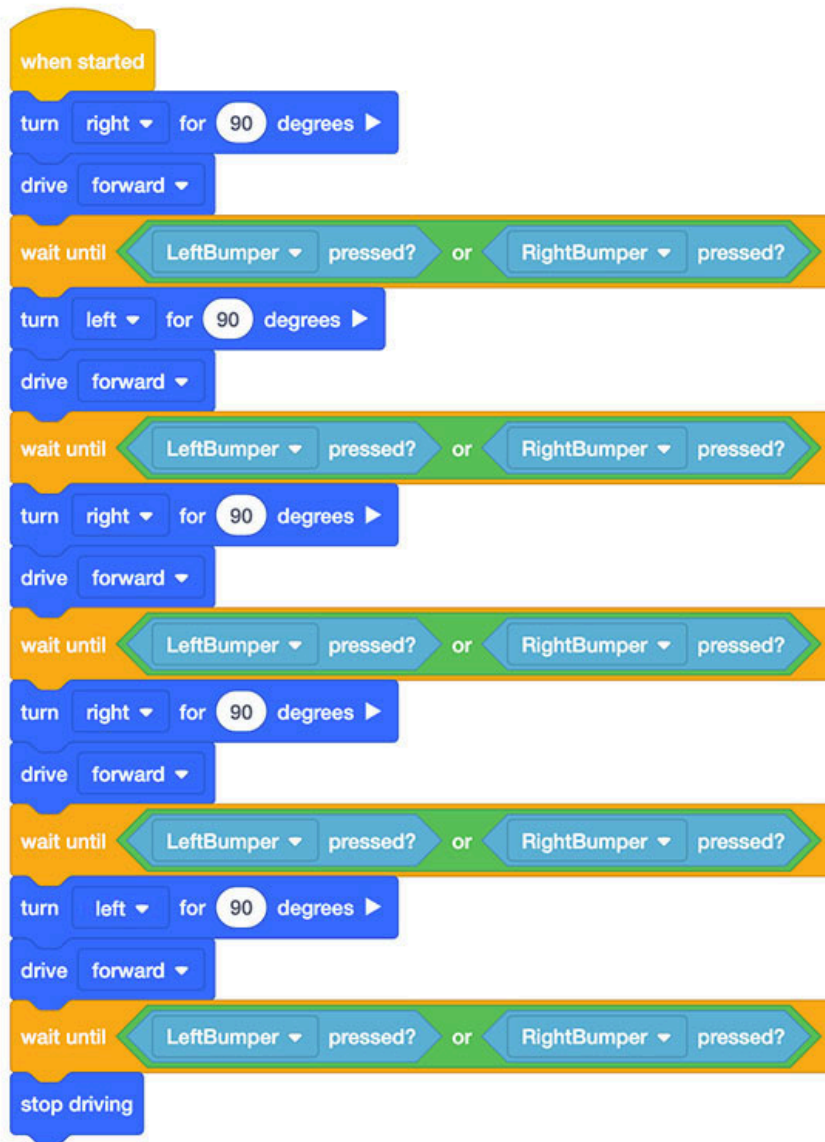 when started
turn right for 90 degrees
drive forward
wait until LeftBumper pressed? or RightBumper pressed?
turn left for 90 degrees
drive forward
wait until LeftBumper pressed? or RightBumper pressed?
turn right for 90 degrees
drive forward
wait until LeftBumper pressed? or RightBumper pressed?
turn right for 90 degrees
drive forward
wait until LeftBumper pressed? or RightBumper pressed?
turn left for 90 degrees
drive forward
wait until LeftBumper pressed? or RightBumper pressed?
stop driving